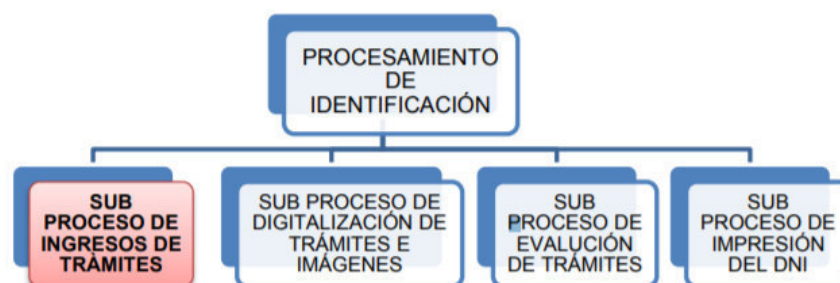 PROCESAMIENTO
DE
IDENTIFICACIÓN
SUB
PROCESO DE
INGRESOS DE
TRÀMITES
SUB PROCESO DE
DIGITALIZACIÓN DE
TRÁMITES E
IMÁGENES
SUB
PROCESO DE
EVALUCIÓN
DE TRÁMITES
SUB
PROCESO DE
IMPRESIÓN
DEL DNI